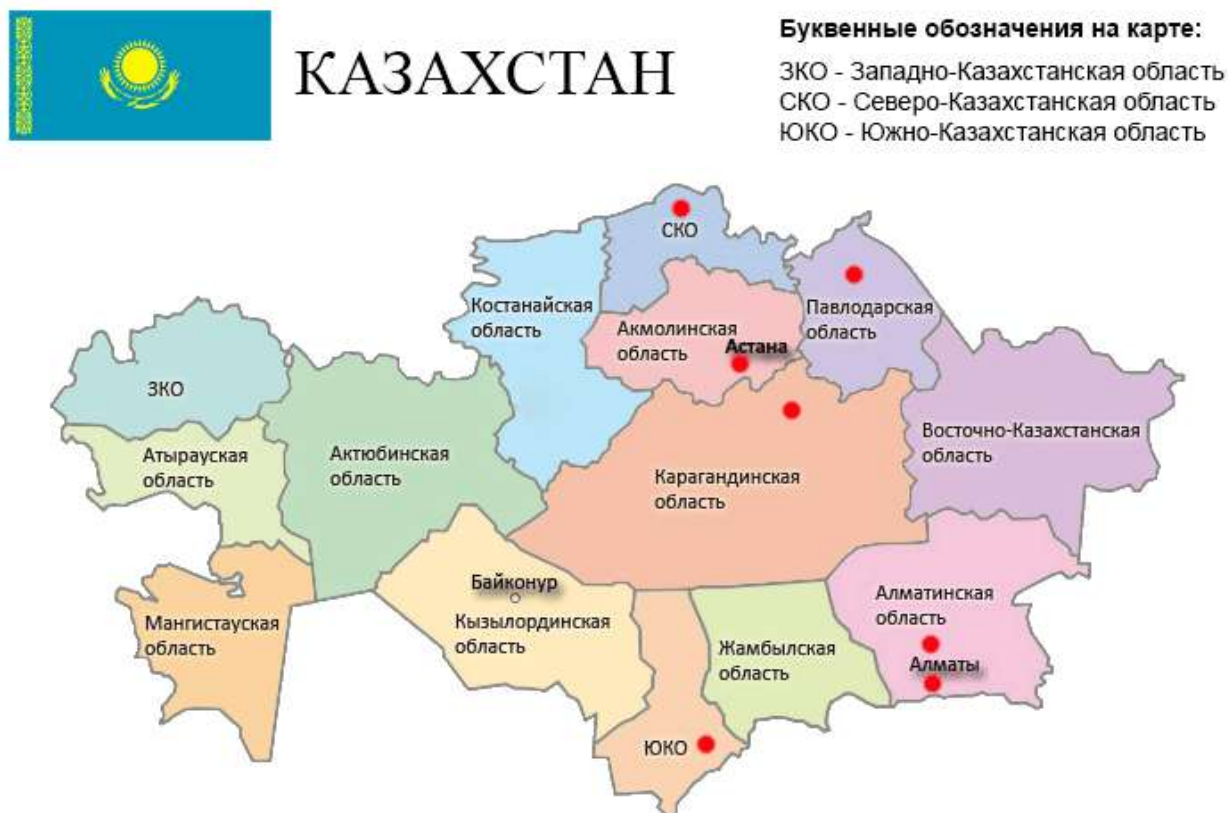 КАЗАХСТАН
Буквенные обозначения на карте:
ЗКО - Западно-Казахстанская область
СКО - Северо-Казахстанская область
ЮКО - Южно-Казахстанская область
СКО
Костанайская
область
Акмолинская
область
Астана
Павлодарская
область
ЗКО
Атырауская
область
Актюбинская
область
Карагандинская
область
Восточно-Казахстанская
область
Мангистауская
область
Байконур
Кызылординская
область
Жамбылская
область
Алматинская
область
Алматы
ЮКО